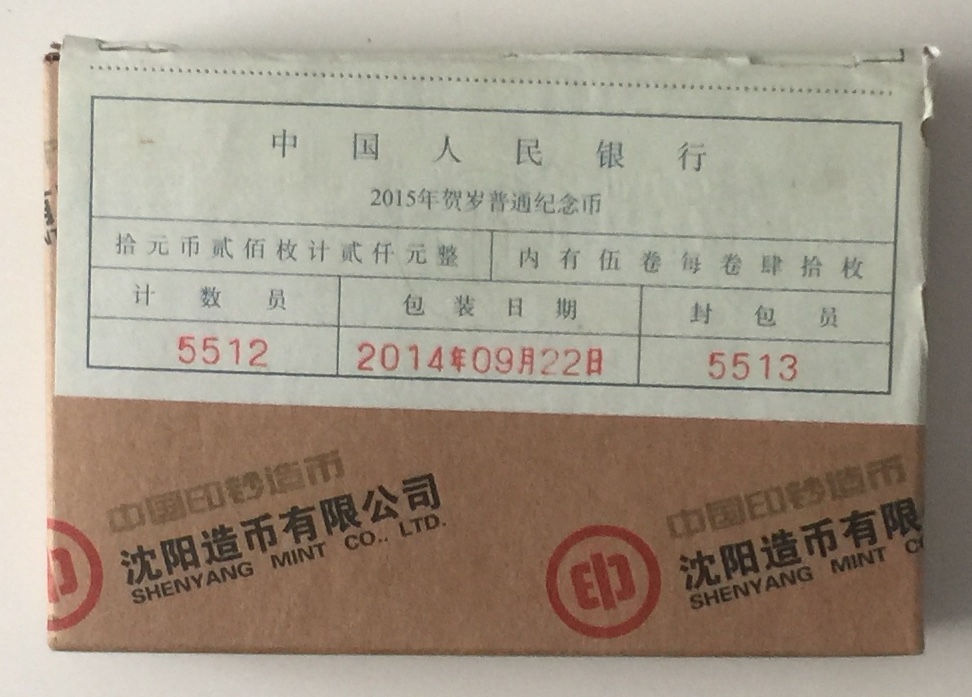 中国人民银行
2015年贺岁普通纪念币
拾元币贰佰枚计贰仟元整 内有伍卷每卷肆拾枚
计数员 包装日期 封包员
5512 2014年09月22日 5513
中国印钞造币
沈阳造币有限公司
SHENYANG MINT CO., LTD.
印
中国印钞造币
沈阳造币有限
SHENYANG MINT